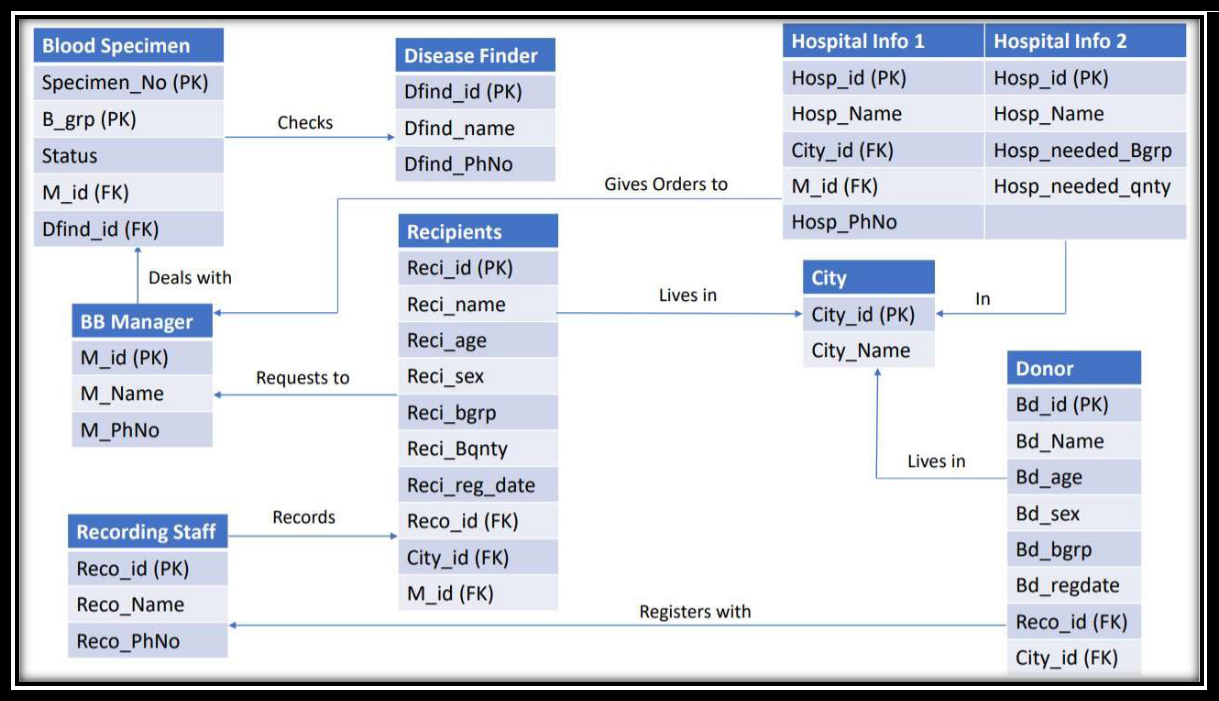 Blood Specimen
Specimen_No (PK)
B_grp (PK)
Status
M_id (FK)
Dfind_id (FK)
Checks
Disease Finder
Dfind_id (PK)
Dfind_name
Dfind_PhNo
Hospital Info 1
Hosp_id (PK)
Hosp_Name
City_id (FK)
M_id (FK)
Hosp_PhNo
Hospital Info 2
Hosp_id (PK)
Hosp_Name
Hosp_needed_Bgrp
Hosp_needed_qnty
Gives Orders to
Deals with
BB Manager
M_id (PK)
M_Name
M_PhNo
Requests to
Recipients
Reci_id (PK)
Reci_name
Reci_age
Reci_sex
Reci_bgrp
Reci_Bqnty
Reci_reg_date
Reco_id (FK)
City_id (FK)
M_id (FK)
Lives in
City
City_id (PK)
City_Name
In
Lives in
Donor
Bd_id (PK)
Bd_Name
Bd_age
Bd_sex
Bd_bgrp
Bd_regdate
Reco_id (FK)
City_id (FK)
Recording Staff
Reco_id (PK)
Reco_Name
Reco_PhNo
Records
Registers with